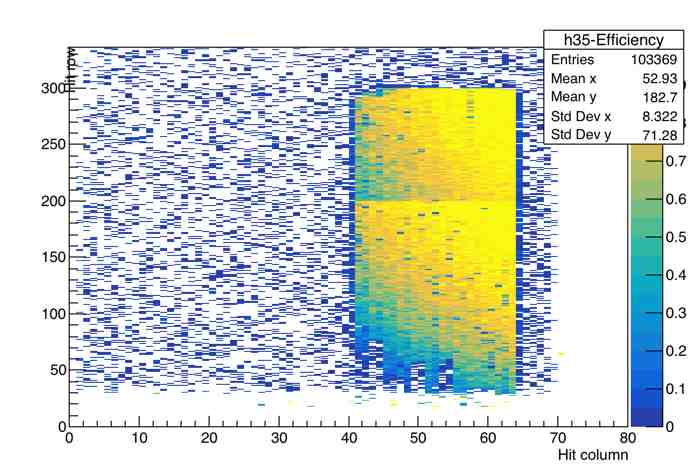 h35-Efficiency
Entries 103369
Mean x 52.93
Mean y 182.7
Std Dev x 8.322
Std Dev y 71.28
Hit row
300
250
200
150
100
50
0
0 10 20 30 40 50 60 70 80
Hit column
0.7
0.6
0.5
0.4
0.3
0.2
0.1
0